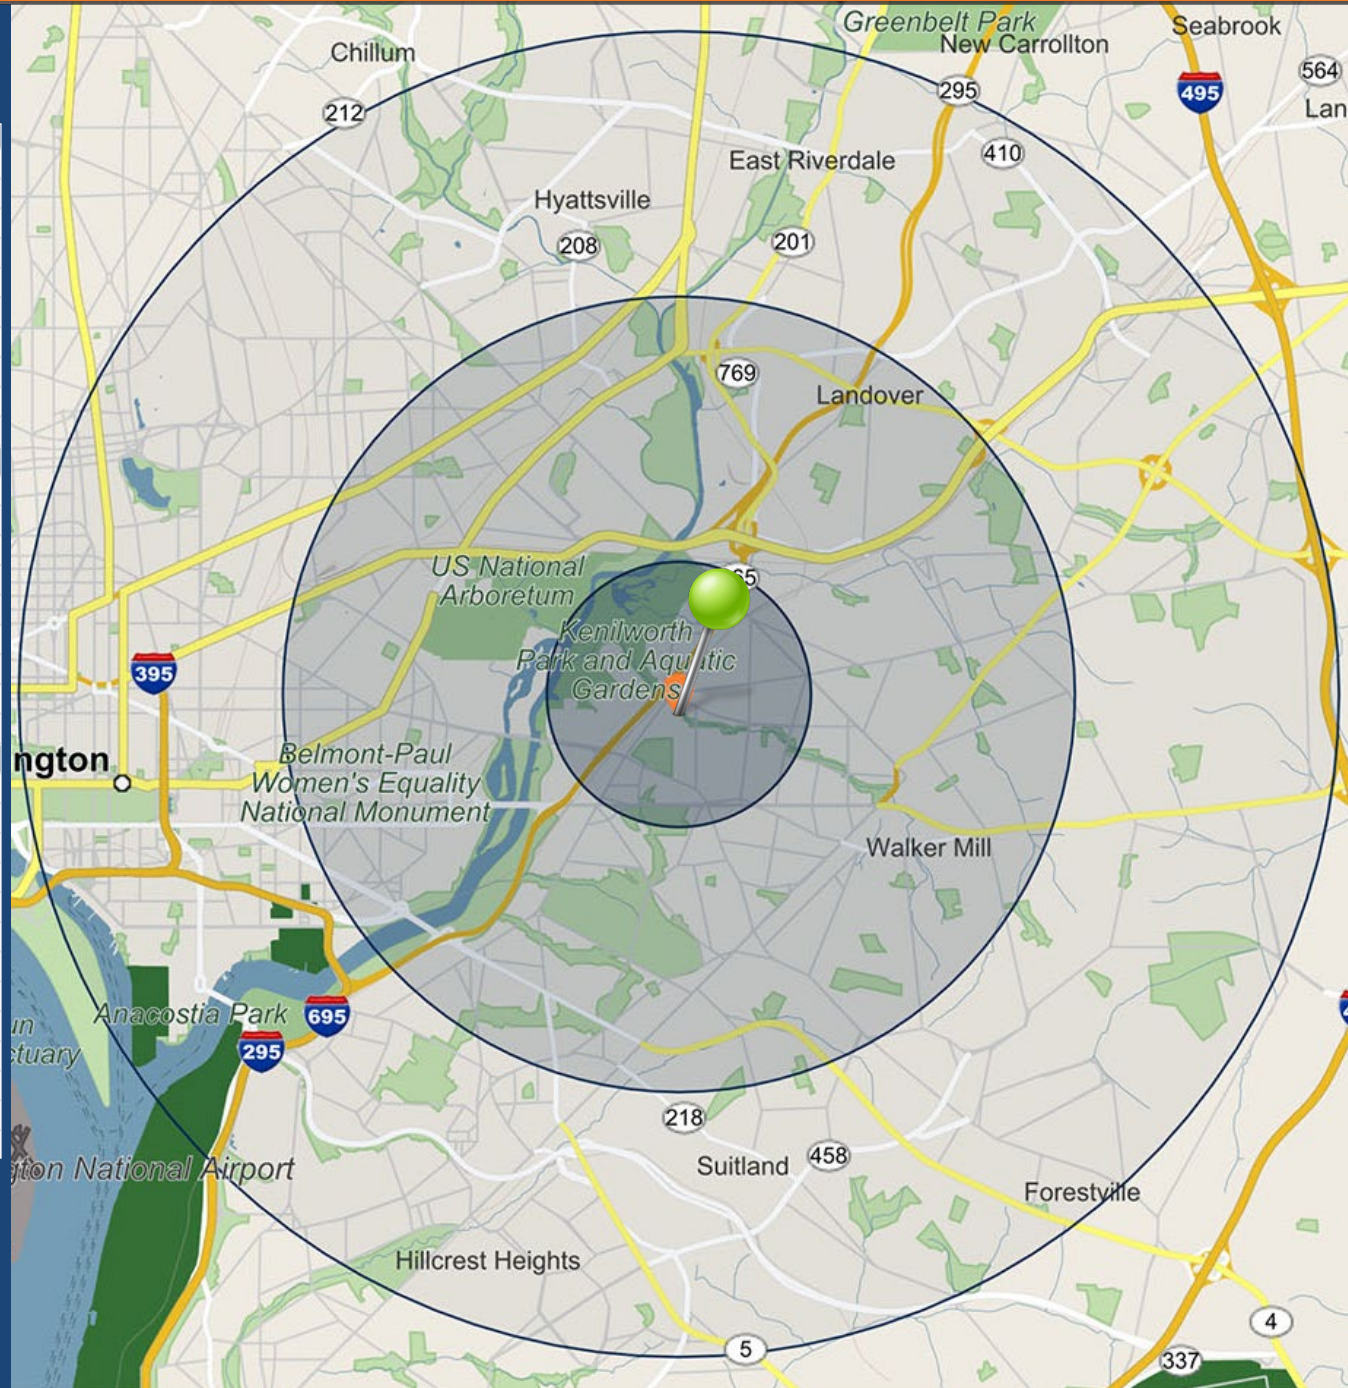 Greenbelt Park
Seabrook
New Carrollton
Chillum
564
295
495
Lan
212
410
East Riverdale
Hyattsville
201
208
769
Landover
US National
Arboretum
Kenilworth
Park and Aquatic
Gardens
395
Belmont-Paul
Women's Equality
National Monument
ngton
Walker Mill
Anacostia Park
695
295
ctuary
218
458
Suitland
gton National Airport
Forestville
Hillcrest Heights
4
5
337